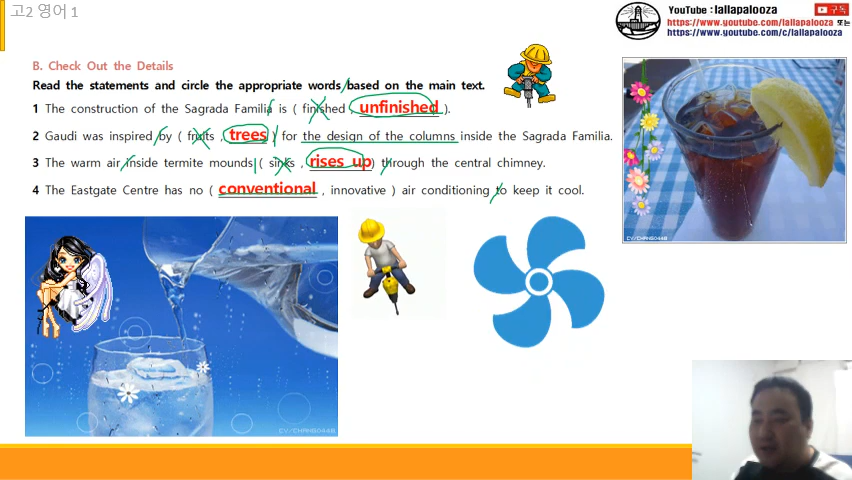 고2 영어 1
YouTube : lallapalooza
구독
https://www.youtube.com/lallapalooza 또는
https://www.youtube.com/c/lallapalooza
B. Check Out the Details
Read the statements and circle the appropriate words based on the main text.
1 The construction of the Sagrada Familia is ( finished , unfinished ).
2 Gaudi was inspired by ( fruits , trees ) for the design of the columns inside the Sagrada Familia.
3 The warm air inside termite mounds ( sinks , rises up ) through the central chimney.
4 The Eastgate Centre has no ( conventional , innovative ) air conditioning to keep it cool.
CY/CHANG0448
CY/CHANG0448